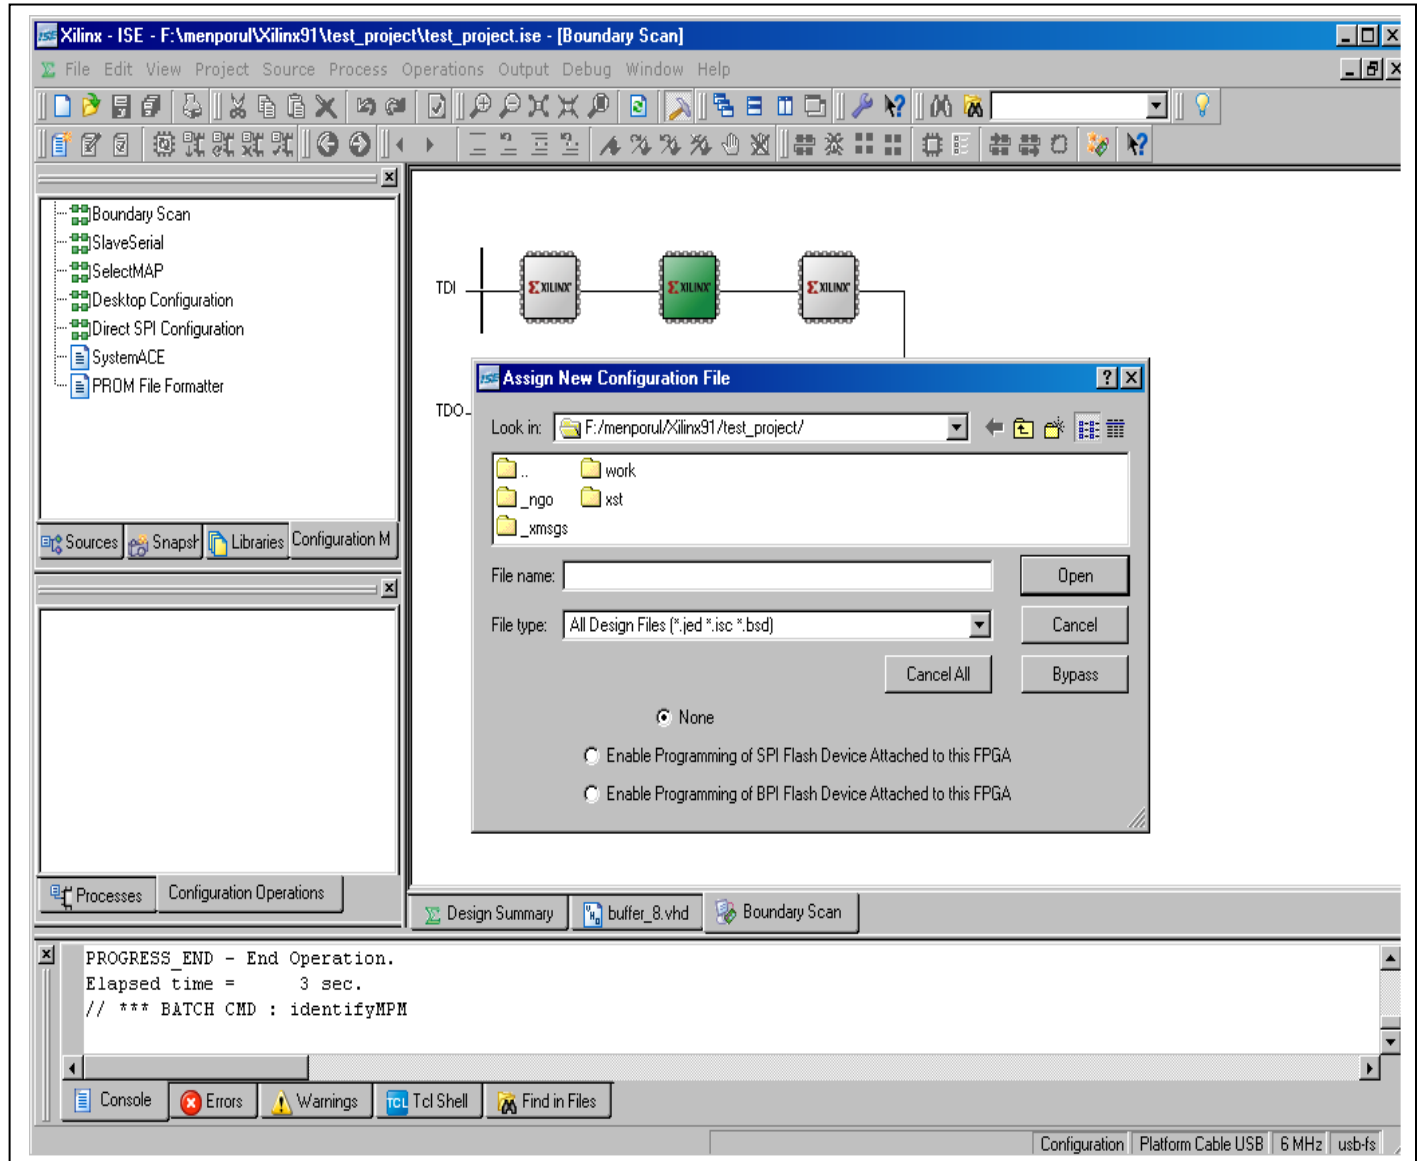 Xilinx - ISE - F:\menporul\Xilinx91\test_project\test_project.ise - [Boundary Scan]
File Edit View Project Source Process Operations Output Debug Window Help
Boundary Scan
SlaveSerial
SelectMAP
Desktop Configuration
Direct SPI Configuration
SystemACE
PROM File Formatter
Sources Snapsh Libraries Configuration M
Processes Configuration Operations
TDI
XILINX XILINX XILINX
TDO
Assign New Configuration File
Look in: F:/menporul/Xilinx91/test_project/
.. work
_ngo xst
_xmsgs
File name: Open
File type: All Design Files (*.jed *.isc *.bsd) Cancel
Cancel All Bypass
None
Enable Programming of SPI Flash Device Attached to this FPGA
Enable Programming of BPI Flash Device Attached to this FPGA
Design Summary buffer_8.vhd Boundary Scan
PROGRESS_END - End Operation.
Elapsed time = 3 sec.
// *** BATCH CMD : identifyMPM
Console Errors Warnings TCL Tcl Shell Find in Files
Configuration Platform Cable USB 6 MHz usb-fs